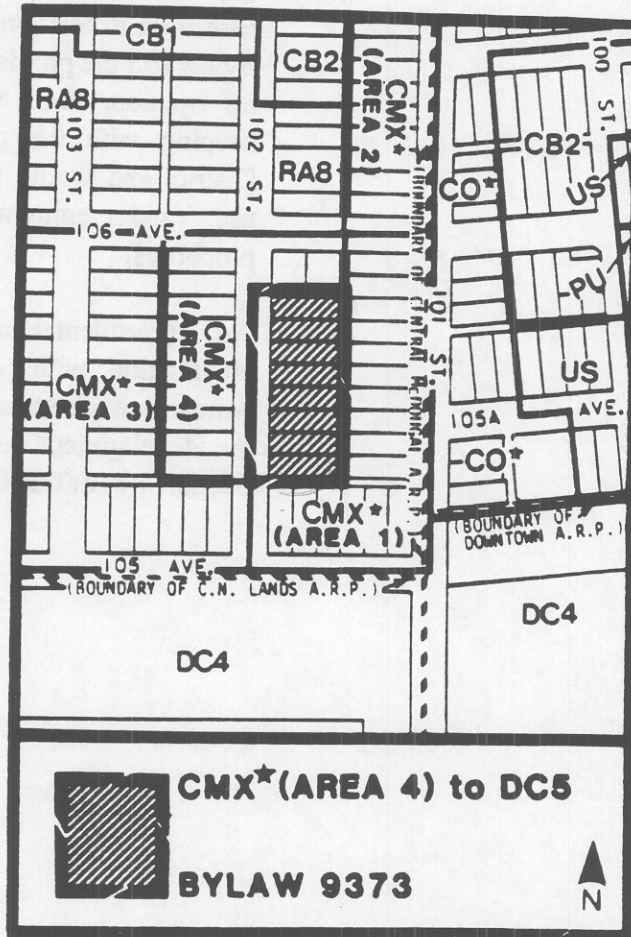 CB1
CB2
CMX*
(AREA 2)
RA8
103 ST.
102 ST.
RA8
(BOUNDARY OF CENTRAL McDOUGAL A.R.P.)
101 ST.
100 ST.
CB2
CO*
US
PU
106 AVE.
CMX*
(AREA 4)
CMX*
(AREA 3)
US
105A AVE.
CO*
CMX*
(AREA 1)
(BOUNDARY OF
DOWNTOWN A.R.P.)
105 AVE.
(BOUNDARY OF C.N. LANDS A.R.P.)
DC4
DC4
CMX*(AREA 4) to DC5
BYLAW 9373
N